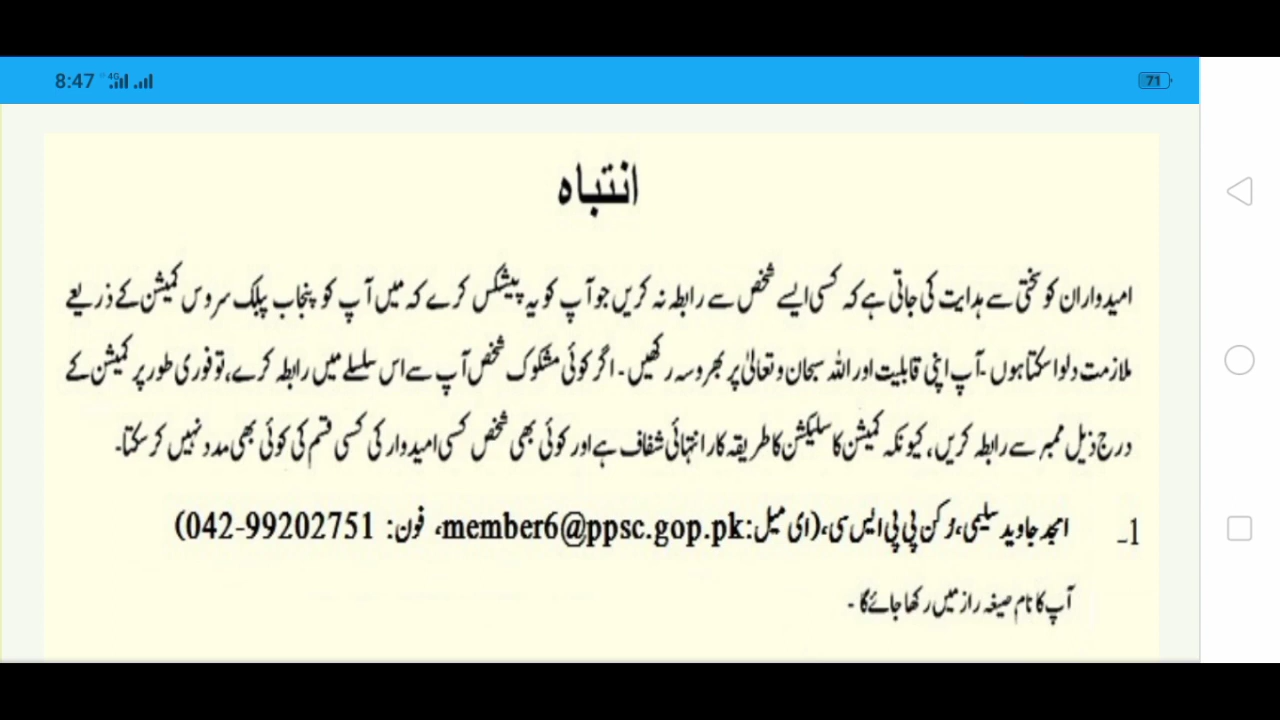 8:47 4G
71
انتباہ
امیدواران کو سختی سے ہدایت کی جاتی ہے کہ کسی ایسے شخص سے رابطہ نہ کریں جو آپ کو یہ پیشکس کرے کہ میں آپ کو پنجاب پبلک سروس کمیشن کے ذریعے
ملازمت دلوا سکتا ہوں ۔آپ اپنی قابلیت اور اللہ سبحان و تعالیٰ پر بھروسہ رکھیں ۔ اگر کوئی مشکوک شخص آپ سے اس سلسلے میں رابطہ کرے، تو فوری طور پر کمیشن کے
درج ذیل ممبر سے رابطہ کریں، کیونکہ کمیشن کا سلیکشن کا طریقہ کار انتہائی شفاف ہے اور کوئی بھی شخص کسی امیدوار کی کسی قسم کی کوئی بھی مدد نہیں کر سکتا۔
1۔ امجد جاوید سلیمی، رُکن پی پی ایس سی، (ای میل: member6@ppsc.gop.pk، فون: 042-99202751)
آپ کا نام صیغہ راز میں رکھا جائے گا ۔